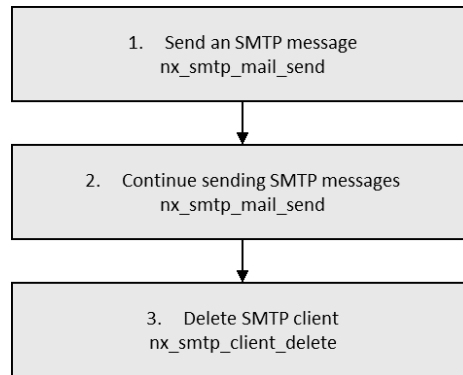 1. Send an SMTP message
nx_smtp_mail_send
2. Continue sending SMTP messages
nx_smtp_mail_send
3. Delete SMTP client
nx_smtp_client_delete